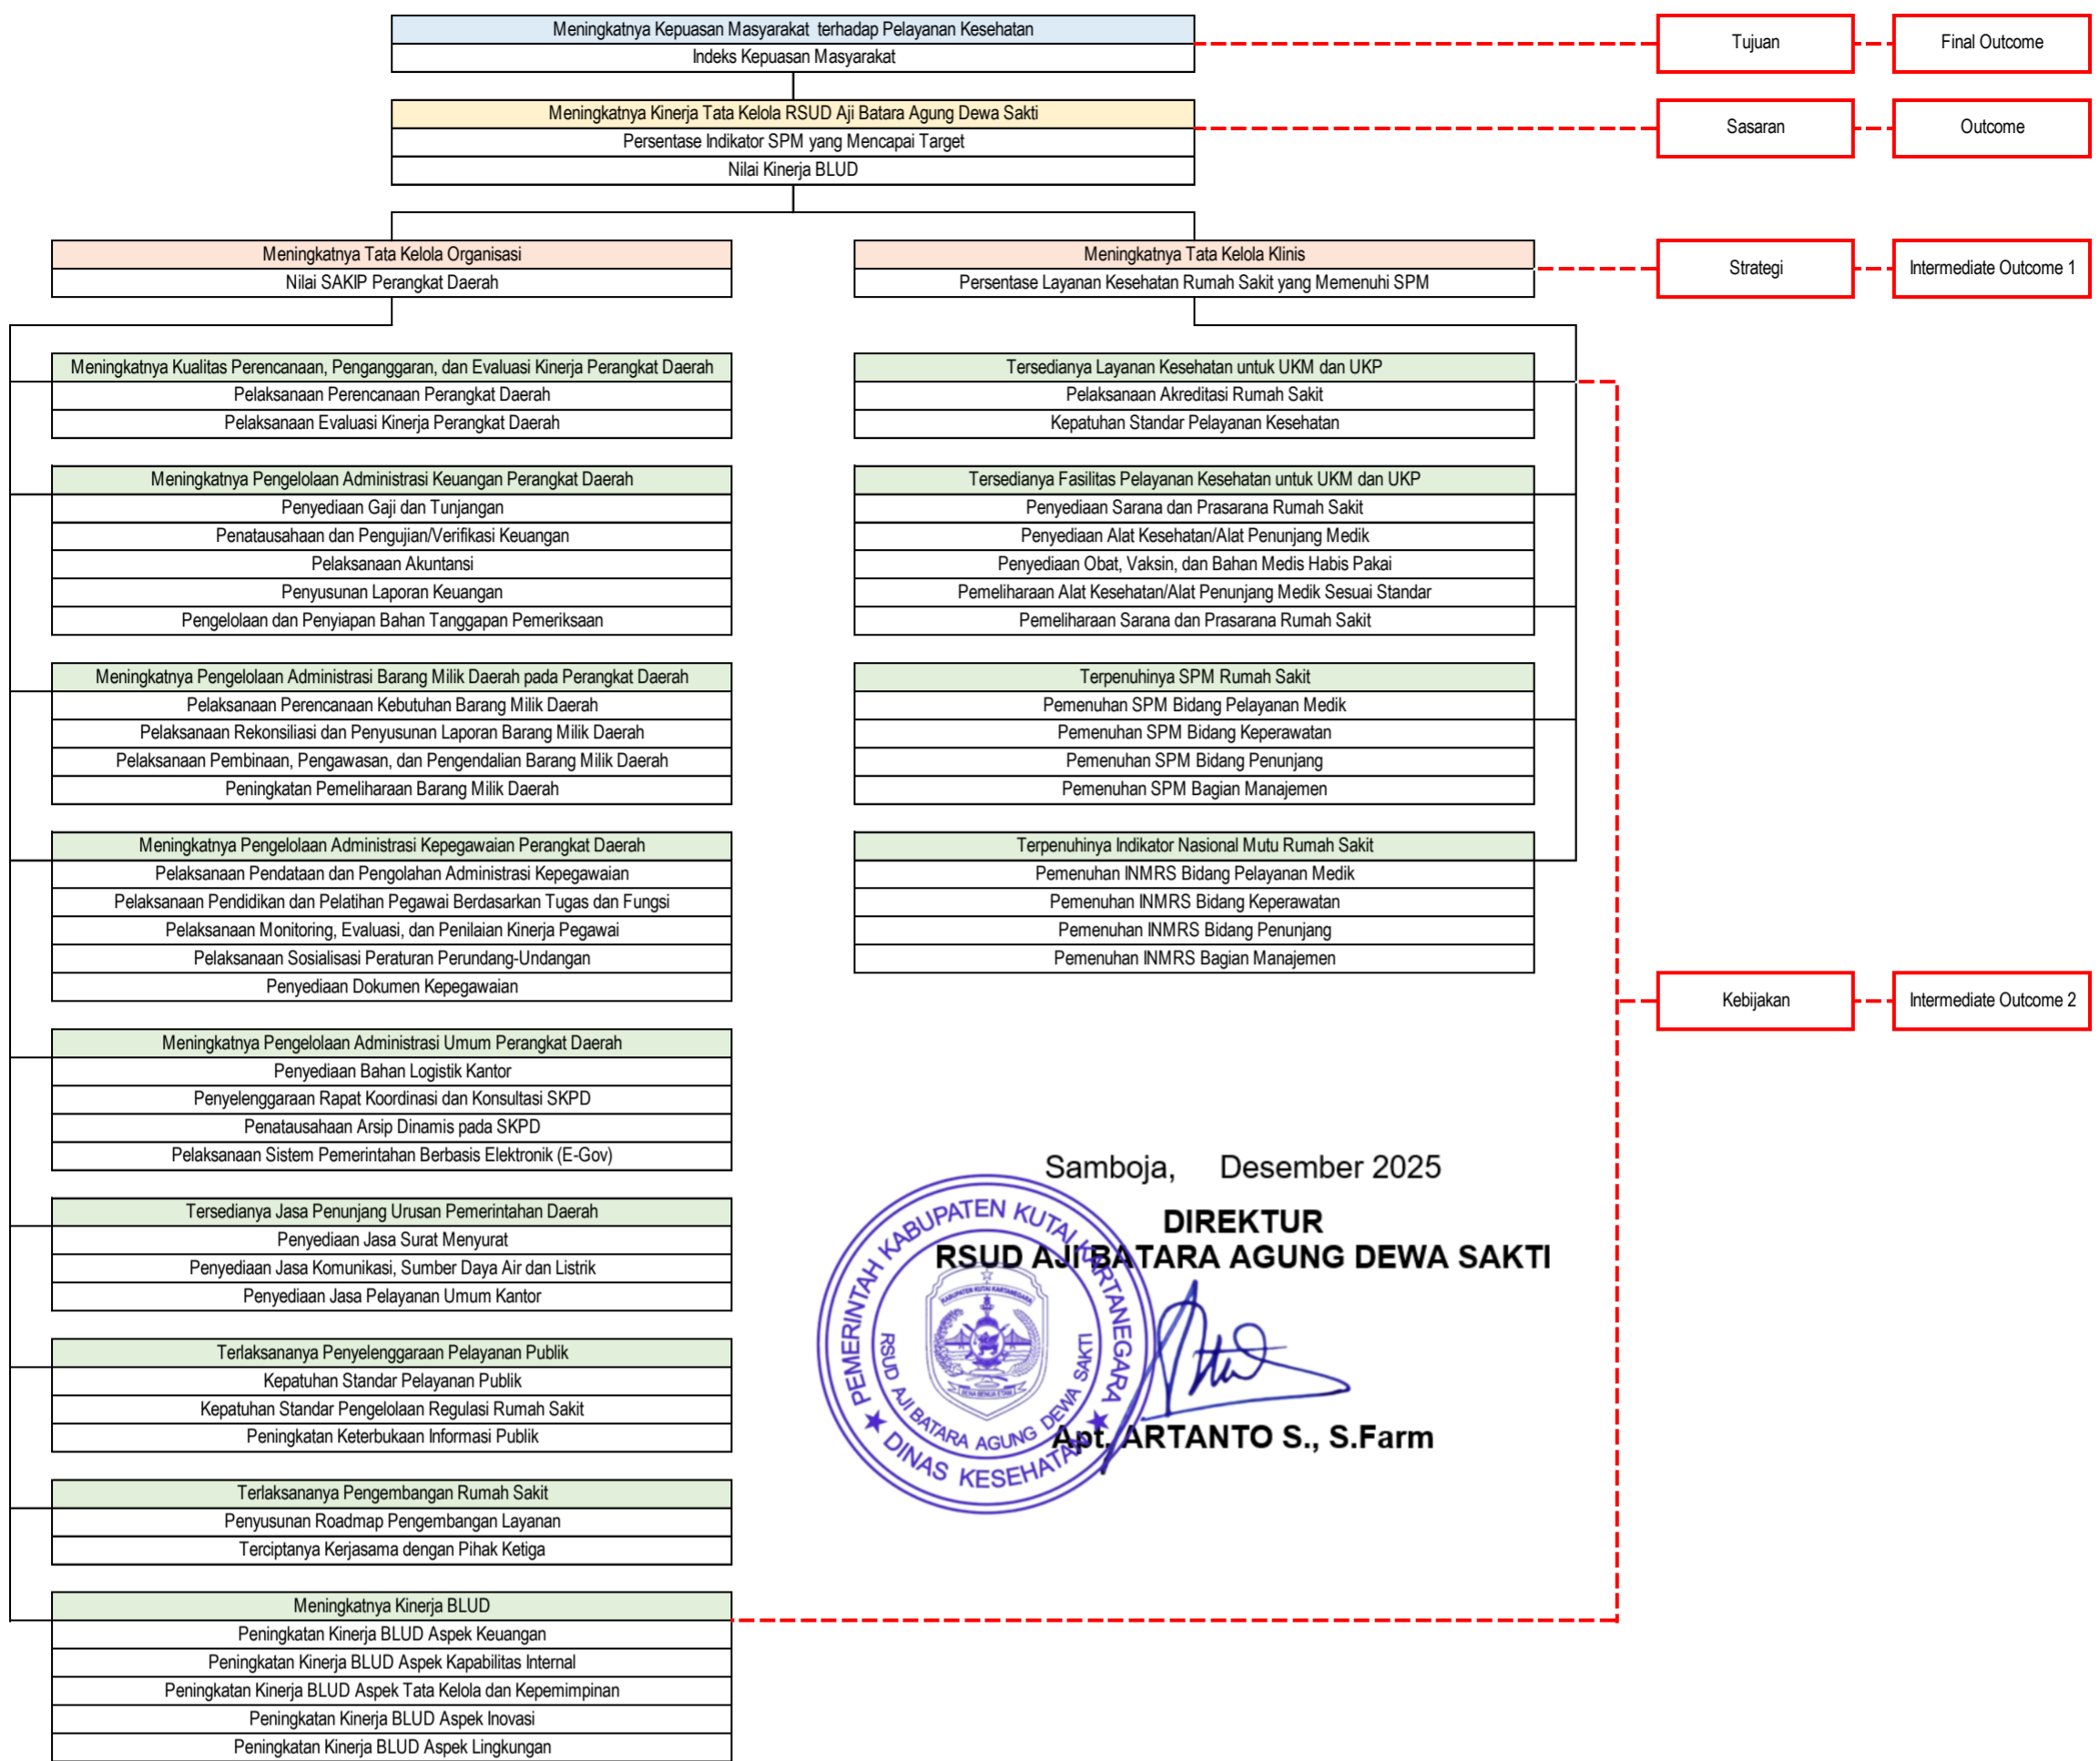 Meningkatnya Kepuasan Masyarakat terhadap Pelayanan Kesehatan
Indeks Kepuasan Masyarakat
Tujuan
Final Outcome
Meningkatnya Kinerja Tata Kelola RSUD Aji Batara Agung Dewa Sakti
Persentase Indikator SPM yang Mencapai Target
Nilai Kinerja BLUD
Sasaran
Outcome
Meningkatnya Tata Kelola Organisasi
Nilai SAKIP Perangkat Daerah
Meningkatnya Tata Kelola Klinis
Persentase Layanan Kesehatan Rumah Sakit yang Memenuhi SPM
Strategi
Intermediate Outcome 1
Meningkatnya Kualitas Perencanaan, Penganggaran, dan Evaluasi Kinerja Perangkat Daerah
Pelaksanaan Perencanaan Perangkat Daerah
Pelaksanaan Evaluasi Kinerja Perangkat Daerah
Meningkatnya Pengelolaan Administrasi Keuangan Perangkat Daerah
Penyediaan Gaji dan Tunjangan
Penatausahaan dan Pengujian/Verifikasi Keuangan
Pelaksanaan Akuntansi
Penyusunan Laporan Keuangan
Pengelolaan dan Penyiapan Bahan Tanggapan Pemeriksaan
Meningkatnya Pengelolaan Administrasi Barang Milik Daerah pada Perangkat Daerah
Pelaksanaan Perencanaan Kebutuhan Barang Milik Daerah
Pelaksanaan Rekonsiliasi dan Penyusunan Laporan Barang Milik Daerah
Pelaksanaan Pembinaan, Pengawasan, dan Pengendalian Barang Milik Daerah
Peningkatan Pemeliharaan Barang Milik Daerah
Meningkatnya Pengelolaan Administrasi Kepegawaian Perangkat Daerah
Pelaksanaan Pendataan dan Pengolahan Administrasi Kepegawaian
Pelaksanaan Pendidikan dan Pelatihan Pegawai Berdasarkan Tugas dan Fungsi
Pelaksanaan Monitoring, Evaluasi, dan Penilaian Kinerja Pegawai
Pelaksanaan Sosialisasi Peraturan Perundang-Undangan
Penyediaan Dokumen Kepegawaian
Meningkatnya Pengelolaan Administrasi Umum Perangkat Daerah
Penyediaan Bahan Logistik Kantor
Penyelenggaraan Rapat Koordinasi dan Konsultasi SKPD
Penatausahaan Arsip Dinamis pada SKPD
Pelaksanaan Sistem Pemerintahan Berbasis Elektronik (E-Gov)
Tersedianya Jasa Penunjang Urusan Pemerintahan Daerah
Penyediaan Jasa Surat Menyurat
Penyediaan Jasa Komunikasi, Sumber Daya Air dan Listrik
Penyediaan Jasa Pelayanan Umum Kantor
Terlaksananya Penyelenggaraan Pelayanan Publik
Kepatuhan Standar Pelayanan Publik
Kepatuhan Standar Pengelolaan Regulasi Rumah Sakit
Peningkatan Keterbukaan Informasi Publik
Terlaksananya Pengembangan Rumah Sakit
Penyusunan Roadmap Pengembangan Layanan
Terciptanya Kerjasama dengan Pihak Ketiga
Meningkatnya Kinerja BLUD
Peningkatan Kinerja BLUD Aspek Keuangan
Peningkatan Kinerja BLUD Aspek Kapabilitas Internal
Peningkatan Kinerja BLUD Aspek Tata Kelola dan Kepemimpinan
Peningkatan Kinerja BLUD Aspek Inovasi
Peningkatan Kinerja BLUD Aspek Lingkungan
Tersedianya Layanan Kesehatan untuk UKM dan UKP
Pelaksanaan Akreditasi Rumah Sakit
Kepatuhan Standar Pelayanan Kesehatan
Tersedianya Fasilitas Pelayanan Kesehatan untuk UKM dan UKP
Penyediaan Sarana dan Prasarana Rumah Sakit
Penyediaan Alat Kesehatan/Alat Penunjang Medik
Penyediaan Obat, Vaksin, dan Bahan Medis Habis Pakai
Pemeliharaan Alat Kesehatan/Alat Penunjang Medik Sesuai Standar
Pemeliharaan Sarana dan Prasarana Rumah Sakit
Terpenuhinya SPM Rumah Sakit
Pemenuhan SPM Bidang Pelayanan Medik
Pemenuhan SPM Bidang Keperawatan
Pemenuhan SPM Bidang Penunjang
Pemenuhan SPM Bagian Manajemen
Terpenuhinya Indikator Nasional Mutu Rumah Sakit
Pemenuhan INMRS Bidang Pelayanan Medik
Pemenuhan INMRS Bidang Keperawatan
Pemenuhan INMRS Bidang Penunjang
Pemenuhan INMRS Bagian Manajemen
Kebijakan
Intermediate Outcome 2
Samboja, Desember 2025
DIREKTUR
RSUD AJI BATARA AGUNG DEWA SAKTI
PEMERINTAH KABUPATEN KUTAI KARTANEGARA
DINAS KESEHATAN
RSUD AJI BATARA AGUNG DEWA SAKTI
KABUPATEN KUTAI KARTANEGARA
Apt. ARTANTO S., S.Farm